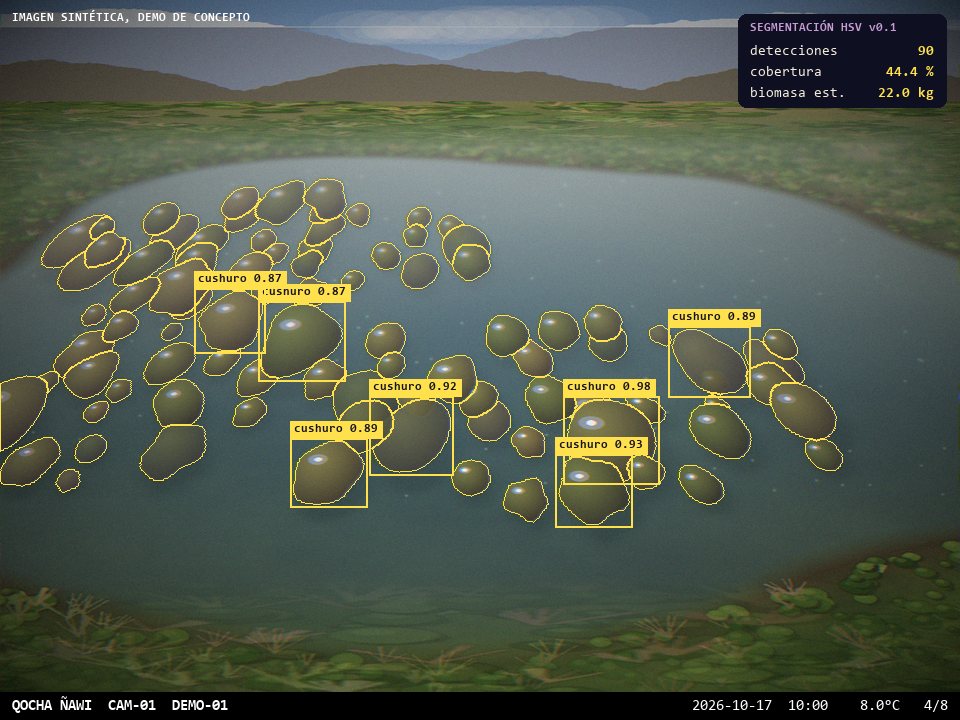 IMAGEN SINTÉTICA, DEMO DE CONCEPTO
SEGMENTACIÓN HSV v0.1
detecciones 90
cobertura 44.4 %
biomasa est. 22.0 kg
cushuro 0.87
cushuro 0.87
cushuro 0.89
cushuro 0.92
cushuro 0.98
cushuro 0.89
cushuro 0.93
QOCHA ÑAWI CAM-01 DEMO-01 2026-10-17 10:00 8.0°C 4/8